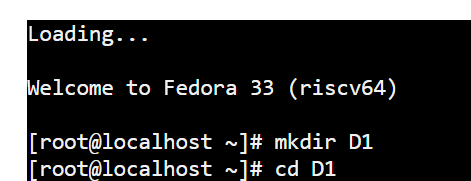 Loading...
Welcome to Fedora 33 (riscv64)
[root@localhost ~]# mkdir D1
[root@localhost ~]# cd D1